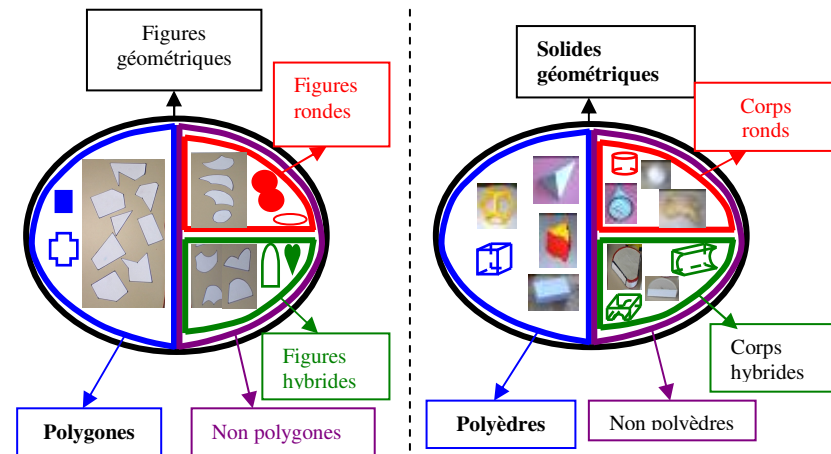 Figures
géométriques
Figures
rondes
Figures
hybrides
Polygones
Non polygones
Solides
géométriques
Corps
ronds
Corps
hybrides
Polyèdres
Non polyèdres